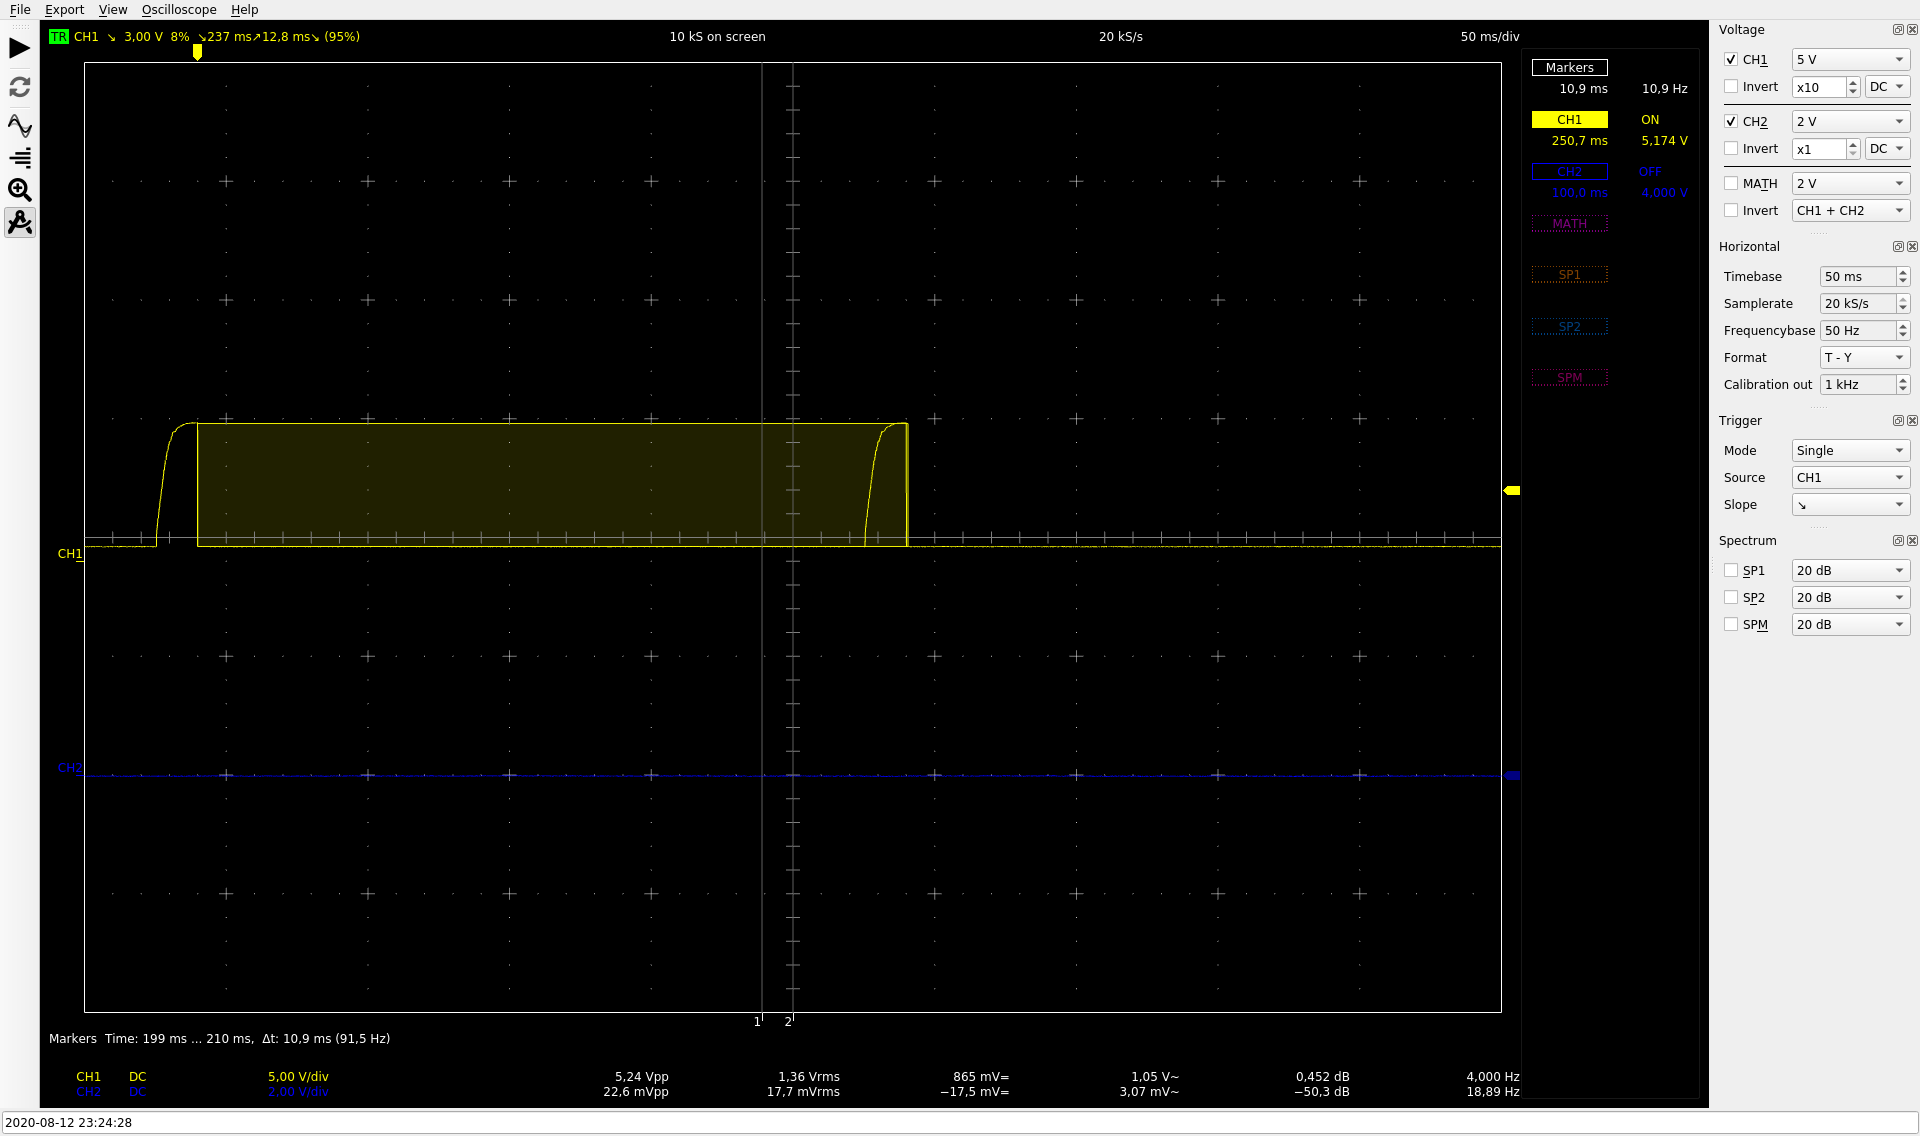 File Export View Oscilloscope Help
TR CH1 ↘ 3,00 V 8% ↘237 ms↗12,8 ms↘ (95%) 10 kS on screen 20 kS/s 50 ms/div
Markers
10,9 ms 10,9 Hz
CH1 ON
250,7 ms 5,174 V
CH2 OFF
100,0 ms 4,000 V
MATH
SP1
SP2
SPM
CH1
CH2
1 2
Markers Time: 199 ms ... 210 ms, Δt: 10,9 ms (91,5 Hz)
CH1 DC 5,00 V/div 5,24 Vpp 1,36 Vrms 865 mV= 1,05 V~ 0,452 dB 4,000 Hz
CH2 DC 2,00 V/div 22,6 mVpp 17,7 mVrms −17,5 mV= 3,07 mV~ −50,3 dB 18,89 Hz
Voltage
CH1 5 V
Invert x10 DC
CH2 2 V
Invert x1 DC
MATH 2 V
Invert CH1 + CH2
Horizontal
Timebase 50 ms
Samplerate 20 kS/s
Frequencybase 50 Hz
Format T - Y
Calibration out 1 kHz
Trigger
Mode Single
Source CH1
Slope ↘
Spectrum
SP1 20 dB
SP2 20 dB
SPM 20 dB
2020-08-12 23:24:28